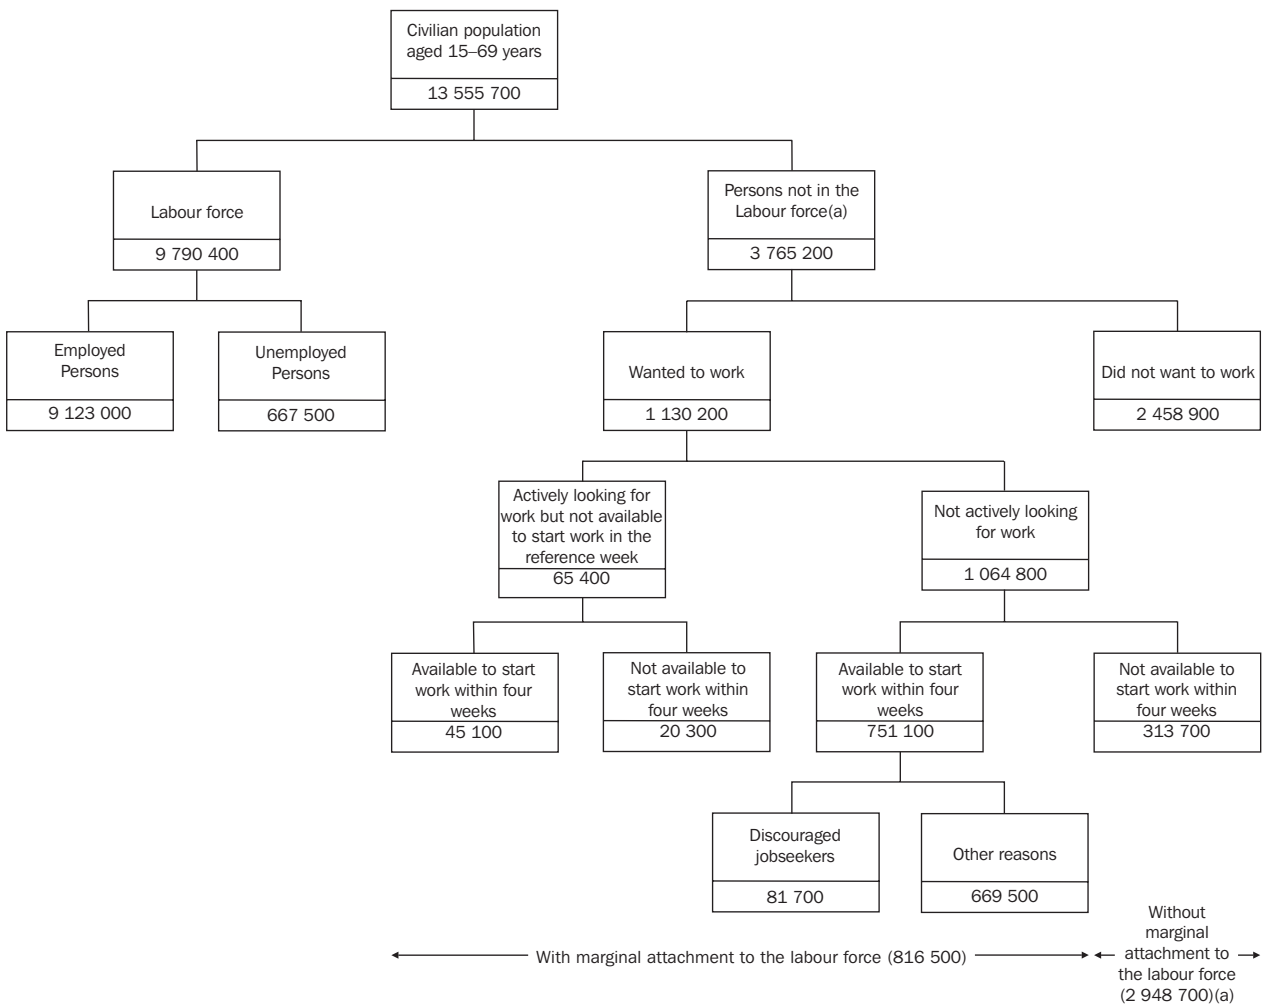 Civilian population
aged 15–69 years
13 555 700
Labour force
9 790 400
Persons not in the
Labour force(a)
3 765 200
Employed
Persons
9 123 000
Unemployed
Persons
667 500
Wanted to work
1 130 200
Did not want to work
2 458 900
Actively looking for
work but not available
to start work in the
reference week
65 400
Not actively looking
for work
1 064 800
Available to start
work within four
weeks
45 100
Not available to
start work within
four weeks
20 300
Available to start
work within four
weeks
751 100
Not available to
start work within
four weeks
313 700
Discouraged
jobseekers
81 700
Other reasons
669 500
With marginal attachment to the labour force (816 500)
Without
marginal
attachment to
the labour force
(2 948 700)(a)